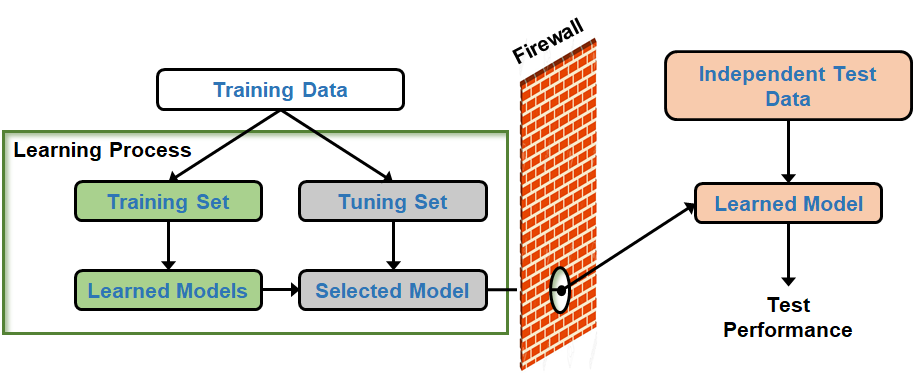 Firewall
Training Data
Independent Test
Data
Learning Process
Training Set
Tuning Set
Learned Model
Learned Models
Selected Model
Test
Performance